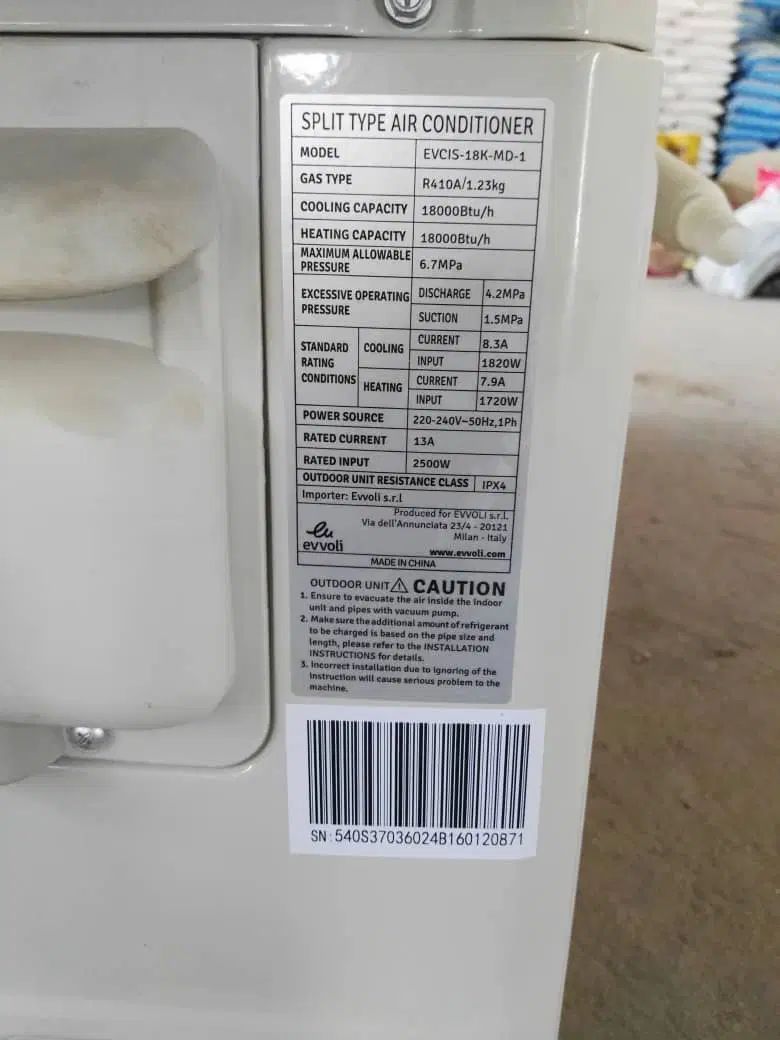 SPLIT TYPE AIR CONDITIONER
MODEL EVCIS-18K-MD-1
GAS TYPE R410A/1.23kg
COOLING CAPACITY 18000Btu/h
HEATING CAPACITY 18000Btu/h
MAXIMUM ALLOWABLE
PRESSURE 6.7MPa
EXCESSIVE OPERATING
PRESSURE
DISCHARGE 4.2MPa
SUCTION 1.5MPa
STANDARD
RATING
CONDITIONS
COOLING
CURRENT 8.3A
INPUT 1820W
HEATING
CURRENT 7.9A
INPUT 1720W
POWER SOURCE 220-240V~50Hz,1Ph
RATED CURRENT 13A
RATED INPUT 2500W
OUTDOOR UNIT RESISTANCE CLASS IPX4
Importer: Evvoli s.r.l
evvoli
Produced for EVVOLI s.r.l.
Via dell'Annunciata 23/4 - 20121
Milan - Italy
www.evvoli.com
MADE IN CHINA
OUTDOOR UNIT CAUTION
1. Ensure to evacuate the air inside the indoor
unit and pipes with vacuum pump.
2. Make sure the additional amount of refrigerant
to be charged is based on the pipe size and
length, please refer to the INSTALLATION
INSTRUCTIONS for details.
3. Incorrect installation due to ignoring of the
instruction will cause serious problem to the
machine.
SN:540S37036024B160120871